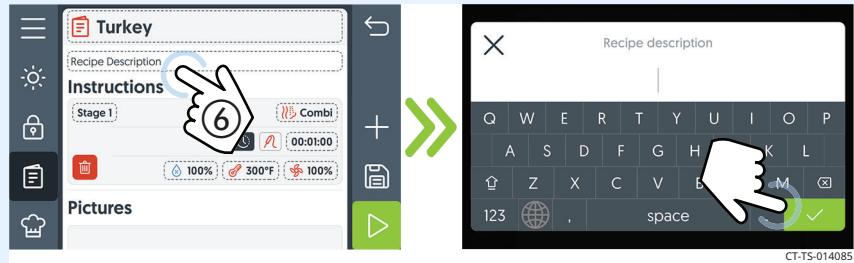 Turkey
Recipe Description
Instructions
6
Stage 1
Combi
00:01:00
100%
300°F
100%
Pictures
Recipe description
Q W E R T Y U I O P
A S D F G H K L
Z X C V B M
123 , space .
CT-TS-014085